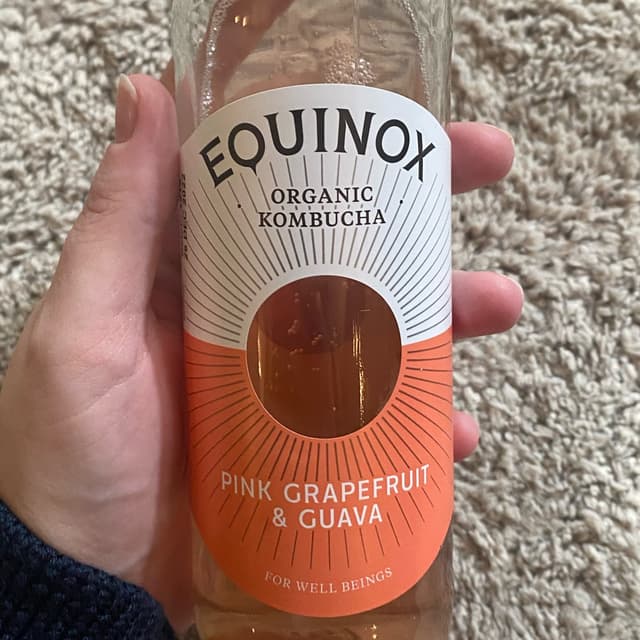 EQUINOX
ORGANIC
KOMBUCHA
PINK GRAPEFRUIT
& GUAVA
FOR WELL BEINGS